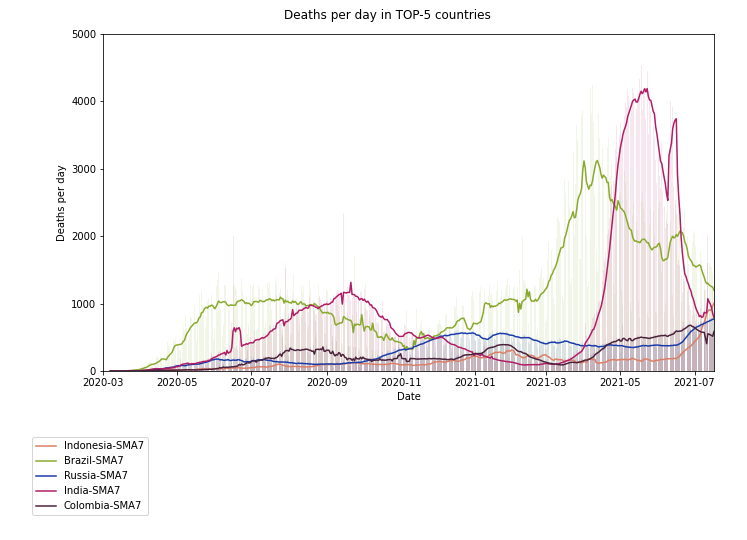 Deaths per day in TOP-5 countries
5000
4000
3000
2000
1000
0
Deaths per day
2020-03 2020-05 2020-07 2020-09 2020-11 2021-01 2021-03 2021-05 2021-07
Date
Indonesia-SMA7
Brazil-SMA7
Russia-SMA7
India-SMA7
Colombia-SMA7